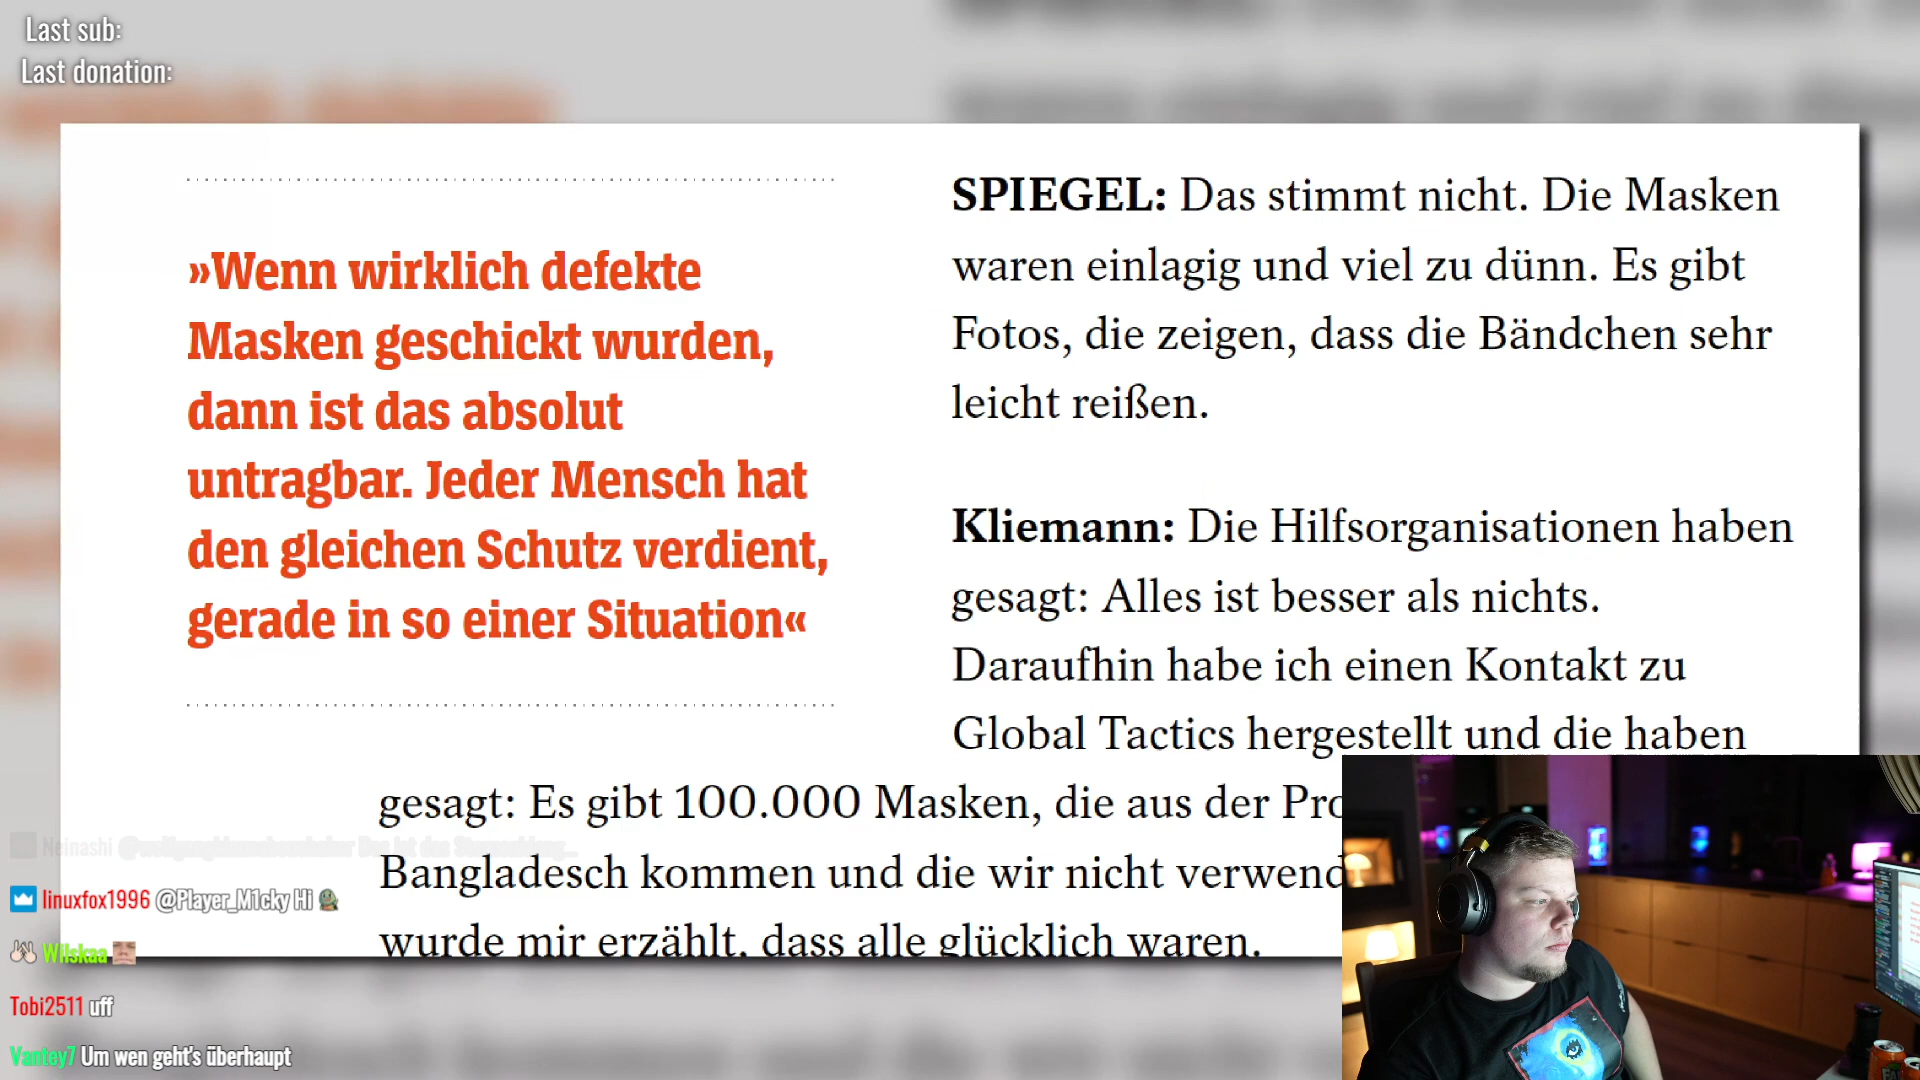 Last sub:
Last donation:
»Wenn wirklich defekte
Masken geschickt wurden,
dann ist das absolut
untragbar. Jeder Mensch hat
den gleichen Schutz verdient,
gerade in so einer Situation«
SPIEGEL: Das stimmt nicht. Die Masken
waren einlagig und viel zu dünn. Es gibt
Fotos, die zeigen, dass die Bändchen sehr
leicht reißen.
Kliemann: Die Hilfsorganisationen haben
gesagt: Alles ist besser als nichts.
Daraufhin habe ich einen Kontakt zu
Global Tactics hergestellt und die haben
gesagt: Es gibt 100.000 Masken, die aus der Pro
Bangladesch kommen und die wir nicht verwend
wurde mir erzählt, dass alle glücklich waren.
linuxfox1996 @Player_M1cky Hi
Wilskaa
Tobi2511 uff
Vantey7 Um wen geht's überhaupt